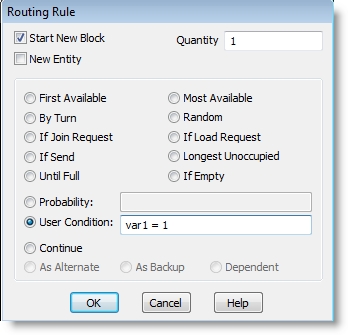 Routing Rule
Start New Block Quantity 1
New Entity
First Available Most Available
By Turn Random
If Join Request If Load Request
If Send Longest Unoccupied
Until Full If Empty
Probability:
User Condition: var1 = 1
Continue
As Alternate As Backup Dependent
OK Cancel Help